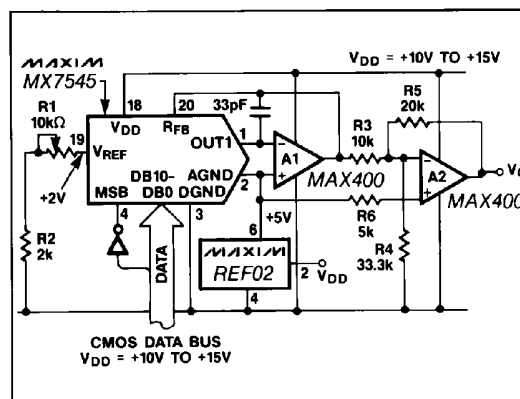 MAXIM
MX7545
VDD = +10V TO +15V
R1
10kΩ
19
18
20
33pF
R5
20k
VDD
RFB
OUT1
1
R3
10k
VREF
DB10-
DB0
AGND
DGND
2
A1
MAX400
A2
MAX400
VO
+2V
MSB
4
3
+5V
R6
5k
6
R2
2k
DATA
MAXIM
REF02
2
VDD
R4
33.3k
4
CMOS DATA BUS
VDD = +10V TO +15V